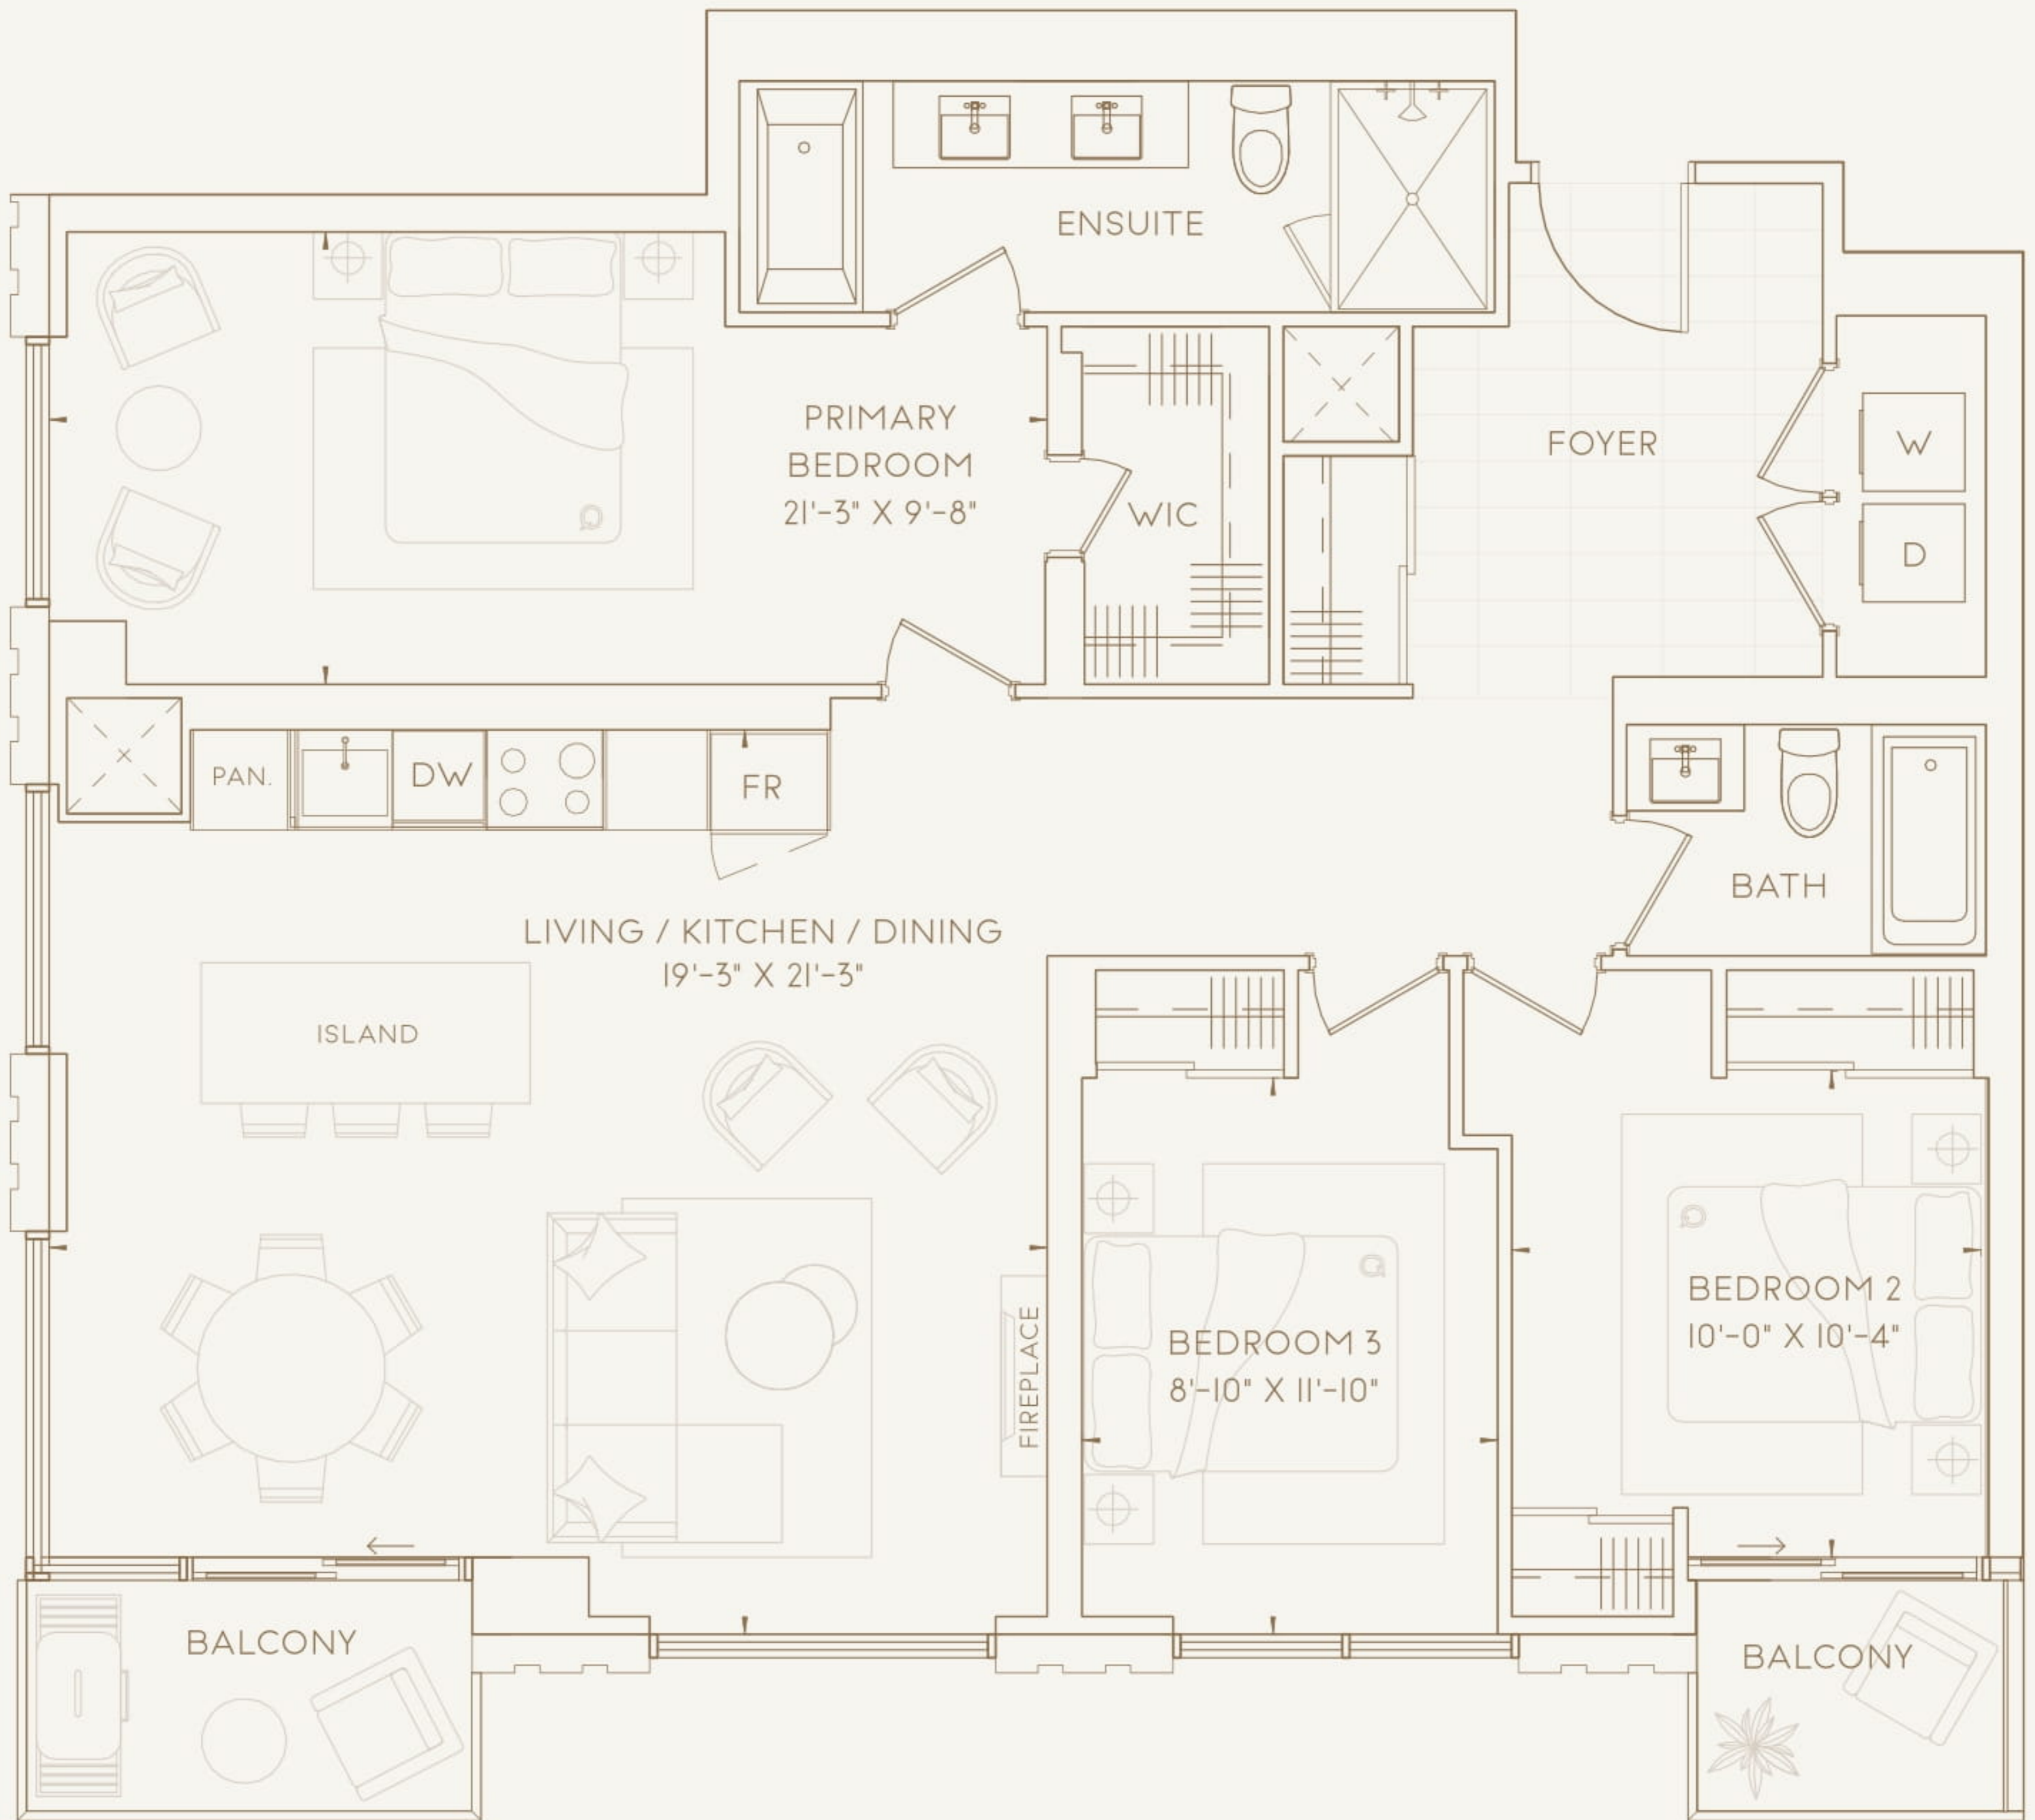 ENSUITE
PRIMARY
BEDROOM
21'-3" X 9'-8"
WIC
FOYER
W
D
PAN.
DW
FR
BATH
LIVING / KITCHEN / DINING
19'-3" X 21'-3"
ISLAND
FIREPLACE
BEDROOM 3
8'-10" X 11'-10"
BEDROOM 2
10'-0" X 10'-4"
BALCONY
BALCONY